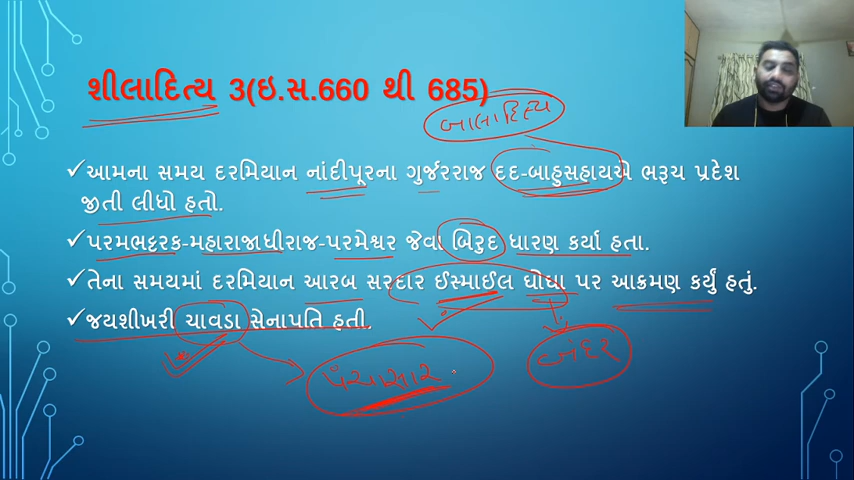 શીલાદિત્ય 3(ઇ.સ.660 થી 685)
બાલાદિત્ય
✓આમના સમય દરમિયાન નાંદીપૂરના ગુર્જરરાજ દદ-બાહુસહાયએ ભરૂચ પ્રદેશ
જીતી લીધો હતો.
✓પરમભટ્ટરક-મહારાજાધીરાજ-પરમેશ્વર જેવા બિરુદ ધારણ કર્યા હતા.
✓તેના સમયમાં દરમિયાન આરબ સરદાર ઈસ્માઈલ ઘોઘા પર આક્રમણ કર્યું હતું.
✓જયશીખરી ચાવડા સેનાપતિ હતી.
પંચાસાર
બંદર